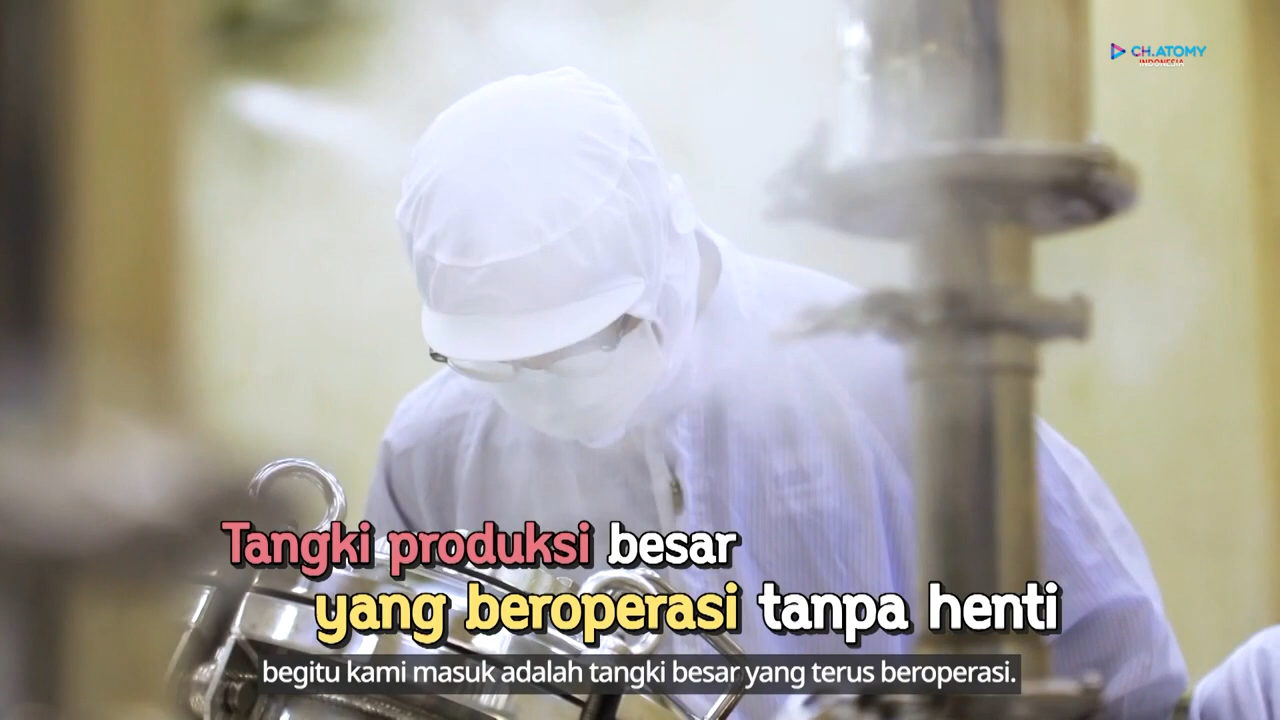 CH.ATOMY
INDONESIA
Tangki produksi besar
yang beroperasi tanpa henti
begitu kami masuk adalah tangki besar yang terus beroperasi.